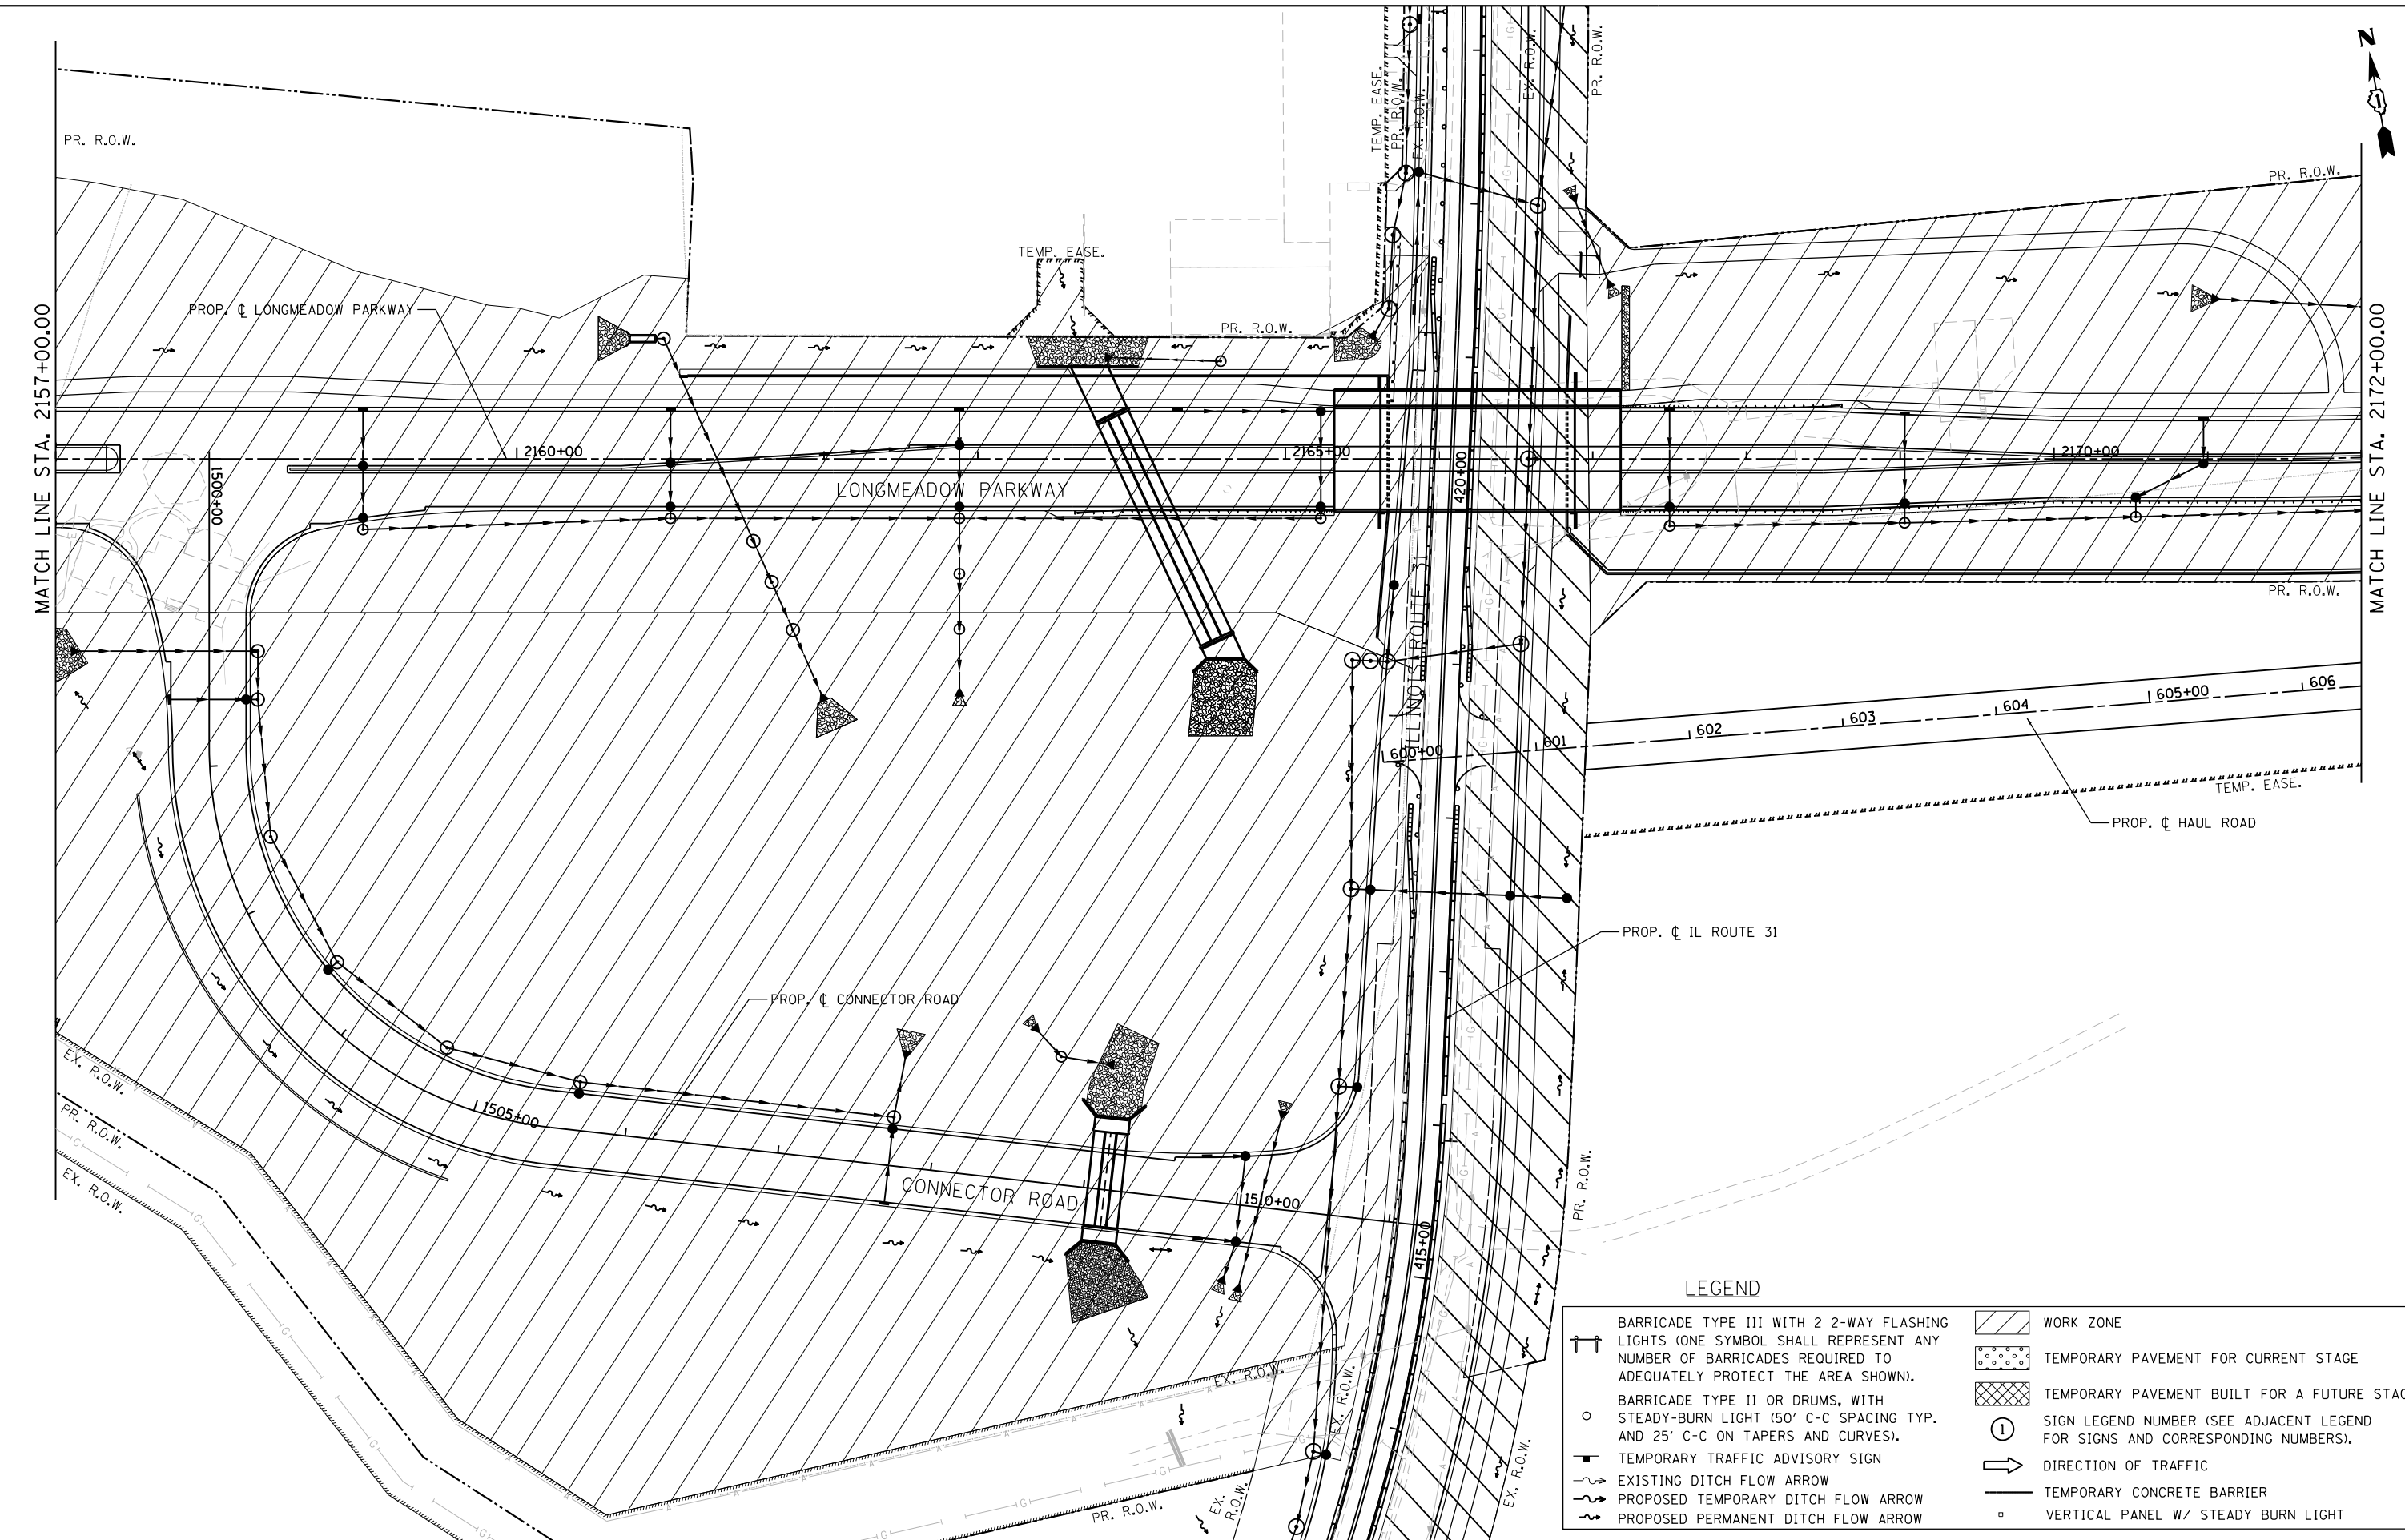 N
1
TEMP. EASE.
PR. R.O.W.
EX. R.O.W.
EX. R.O.W.
PR. R.O.W.
PR. R.O.W.
PR. R.O.W.
TEMP. EASE.
PROP. ℄ LONGMEADOW PARKWAY
PR. R.O.W.
MATCH LINE STA. 2157+00.00
MATCH LINE STA. 2172+00.00
2160+00
2165+00
2170+00
1500+00
LONGMEADOW PARKWAY
420+00
ILLINOIS ROUTE 31
PR. R.O.W.
600+00
601
602
603
604
605+00
606
TEMP. EASE.
PROP. ℄ HAUL ROAD
PROP. ℄ IL ROUTE 31
PROP. ℄ CONNECTOR ROAD
EX. R.O.W.
PR. R.O.W.
EX. R.O.W.
1505+00
CONNECTOR ROAD
1510+00
415+00
PR. R.O.W.
EX. R.O.W.
EX. R.O.W.
EX. R.O.W.
PR. R.O.W.
EX.
R.O.W.
LEGEND
BARRICADE TYPE III WITH 2 2-WAY FLASHING
LIGHTS (ONE SYMBOL SHALL REPRESENT ANY
NUMBER OF BARRICADES REQUIRED TO
ADEQUATELY PROTECT THE AREA SHOWN).
BARRICADE TYPE II OR DRUMS, WITH
STEADY-BURN LIGHT (50' C-C SPACING TYP.
AND 25' C-C ON TAPERS AND CURVES).
TEMPORARY TRAFFIC ADVISORY SIGN
EXISTING DITCH FLOW ARROW
PROPOSED TEMPORARY DITCH FLOW ARROW
PROPOSED PERMANENT DITCH FLOW ARROW
WORK ZONE
TEMPORARY PAVEMENT FOR CURRENT STAGE
TEMPORARY PAVEMENT BUILT FOR A FUTURE STAG
1
SIGN LEGEND NUMBER (SEE ADJACENT LEGEND
FOR SIGNS AND CORRESPONDING NUMBERS).
DIRECTION OF TRAFFIC
TEMPORARY CONCRETE BARRIER
VERTICAL PANEL W/ STEADY BURN LIGHT